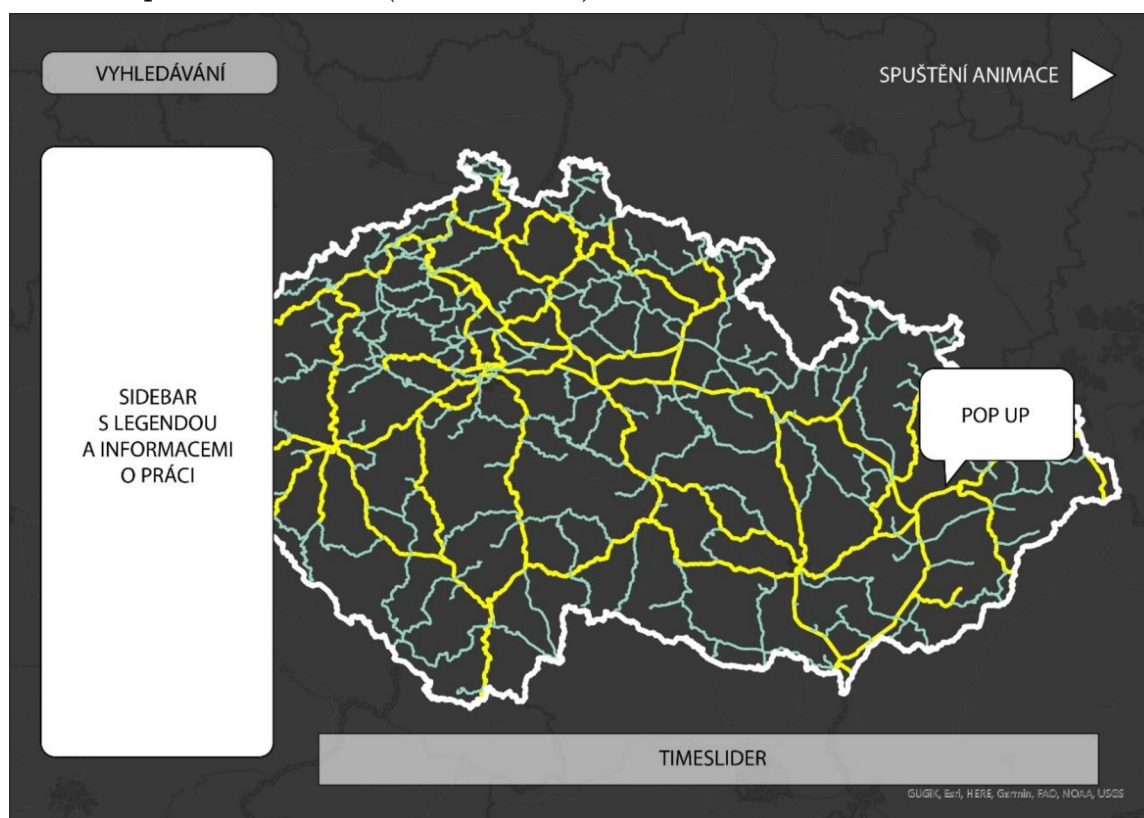 VYHLEDÁVÁNÍ
SPUŠTĚNÍ ANIMACE
SIDEBAR
S LEGENDOU
A INFORMACEMI
O PRÁCI
POP UP
TIMESLIDER
GUGIK, Esri, HERE, Garmin, FAO, NOAA, USGS